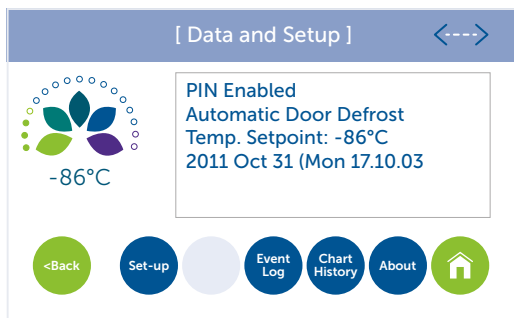 [ Data and Setup ]
<---->
PIN Enabled
Automatic Door Defrost
Temp. Setpoint: -86°C
2011 Oct 31 (Mon 17.10.03
-86°C
<Back
Set-up
Event
Log
Chart
History
About